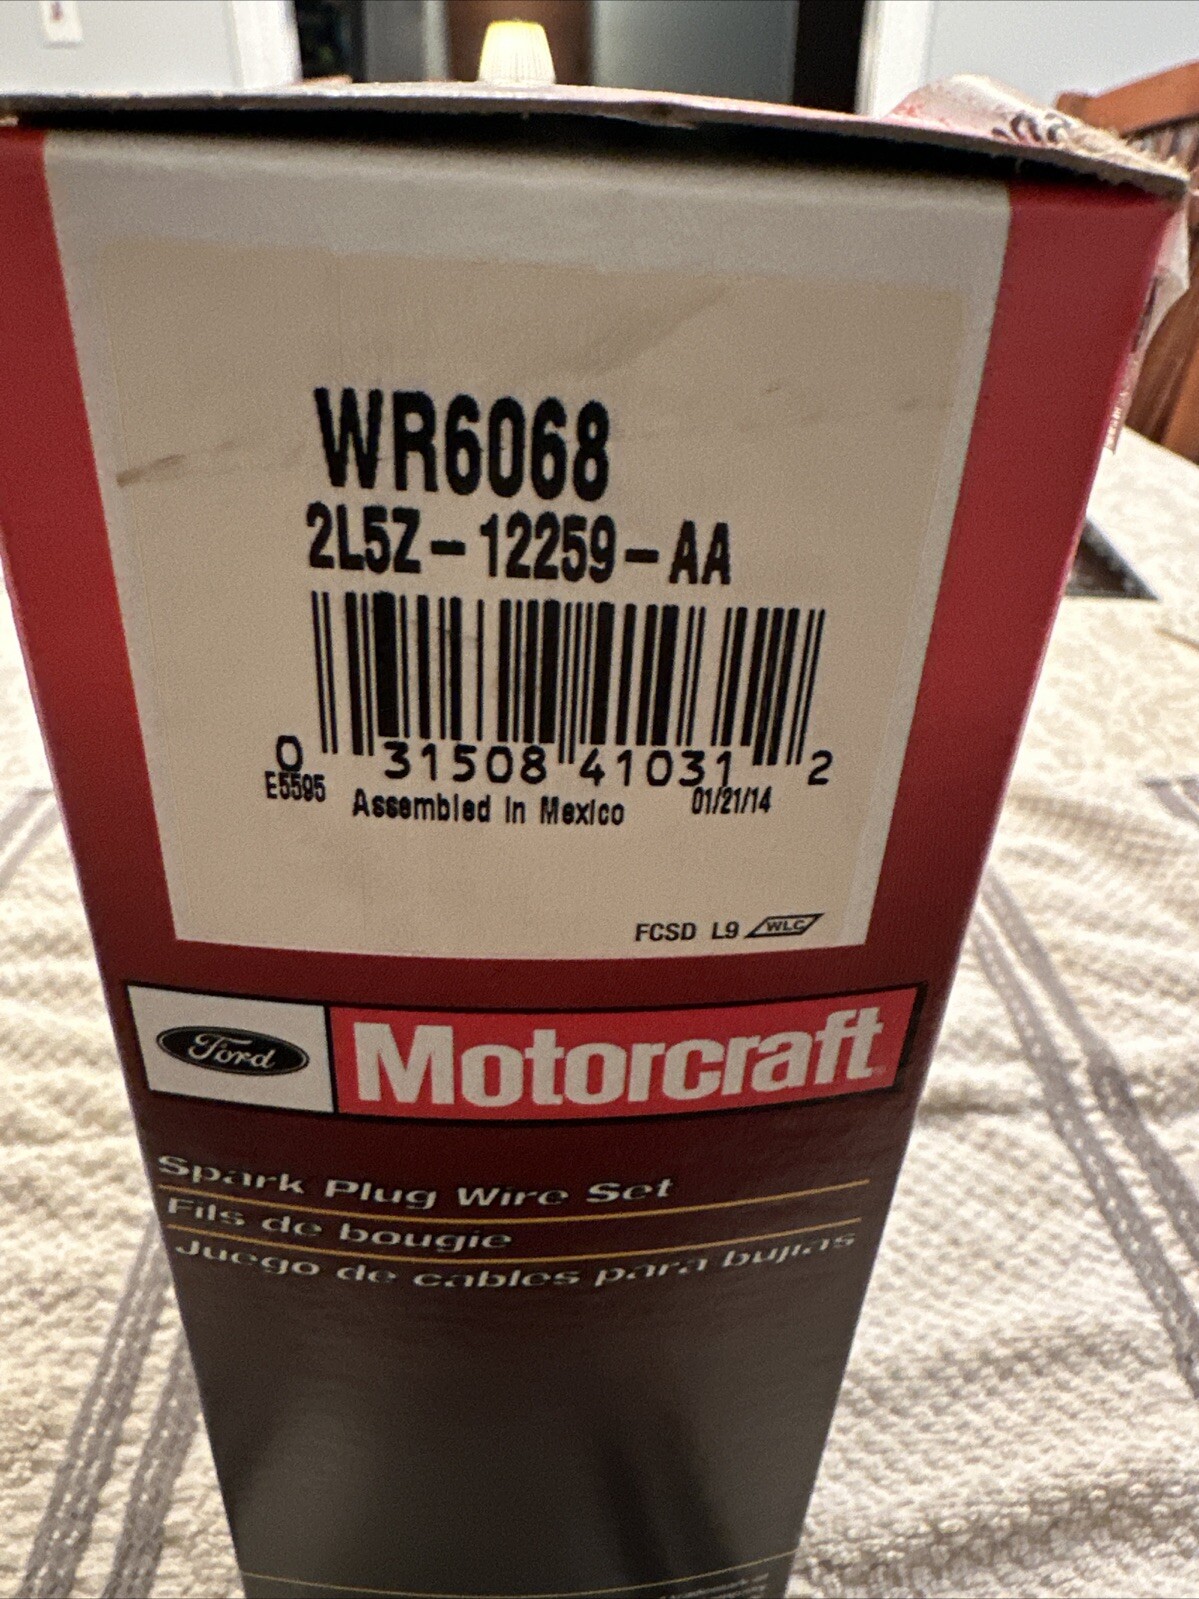 WR6068
2L5Z-12259-AA
0 31508 41031 2
E5595 Assembled In Mexico 01/21/14
FCSD L9 WLC
Ford Motorcraft
Spark Plug Wire Set
Fils de bougie
Juego de cables para bujias